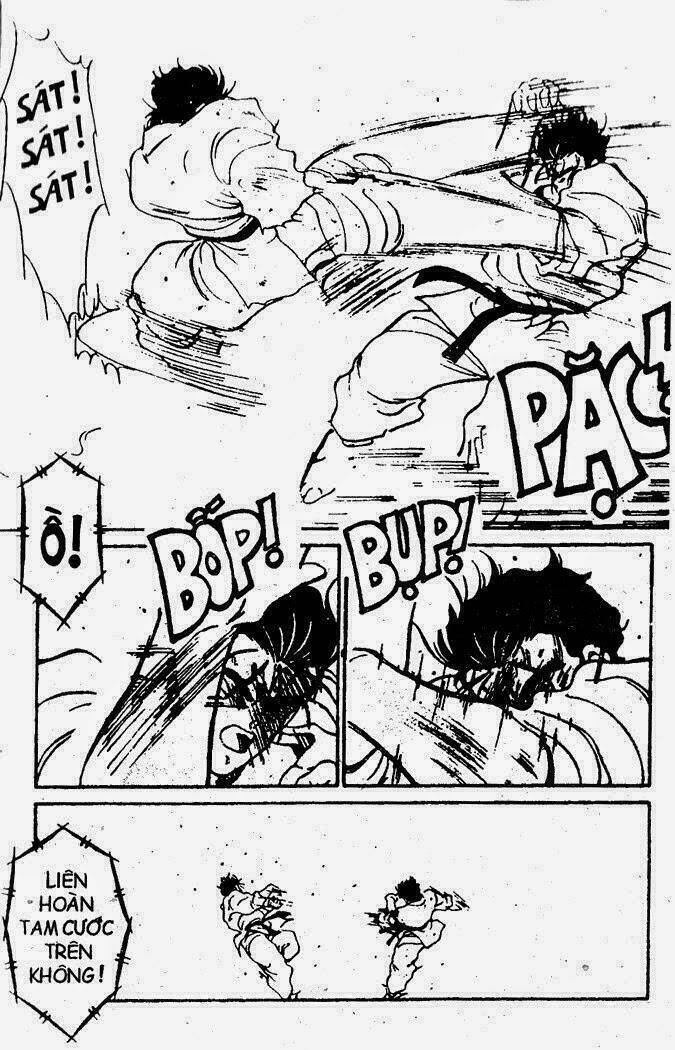 SÁT!
SÁT!
SÁT!
PẶC!
Ồ!
BỐP!
BỤP!
LIÊN
HOÀN
TAM CƯỚC
TRÊN
KHÔNG!